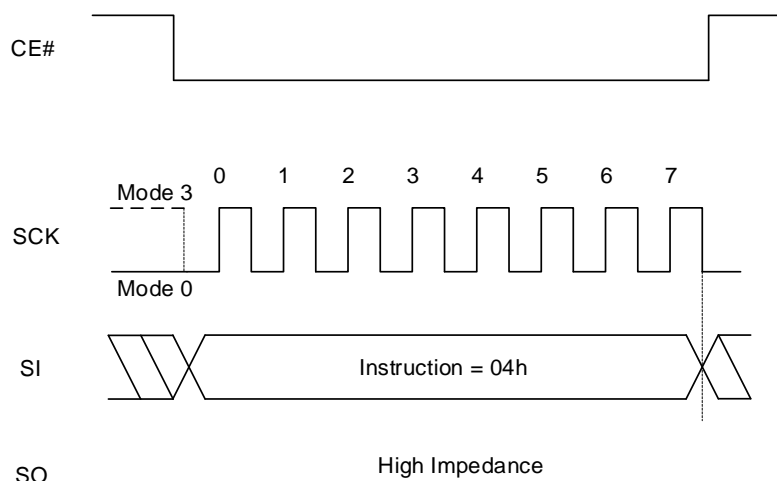 CE#
0 1 2 3 4 5 6 7
Mode 3
SCK
Mode 0
SI
Instruction = 04h
SO
High Impedance